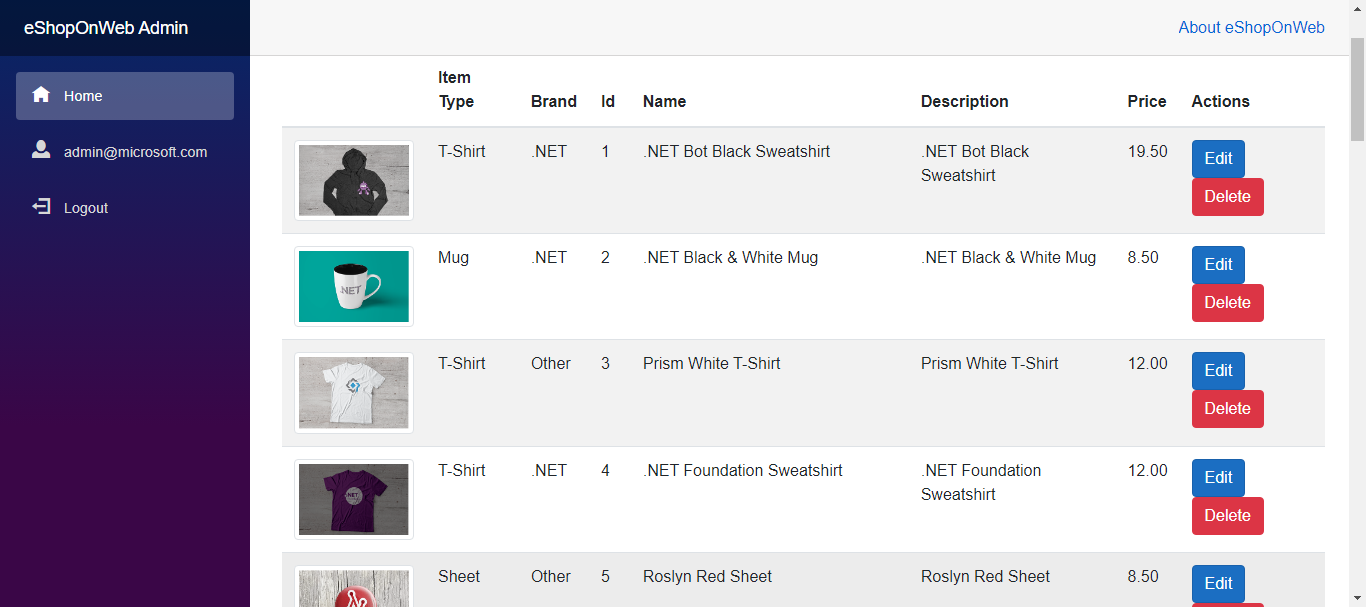 eShopOnWeb Admin
About eShopOnWeb
Home
admin@microsoft.com
Logout
Item
Type Brand Id Name Description Price Actions
T-Shirt .NET 1 .NET Bot Black Sweatshirt .NET Bot Black 19.50 Edit
Sweatshirt
Delete
Mug .NET 2 .NET Black & White Mug .NET Black & White Mug 8.50 Edit
.NET
Delete
T-Shirt Other 3 Prism White T-Shirt Prism White T-Shirt 12.00 Edit
Delete
T-Shirt .NET 4 .NET Foundation Sweatshirt .NET Foundation 12.00 Edit
Sweatshirt
.NET
Delete
Sheet Other 5 Roslyn Red Sheet Roslyn Red Sheet 8.50 Edit